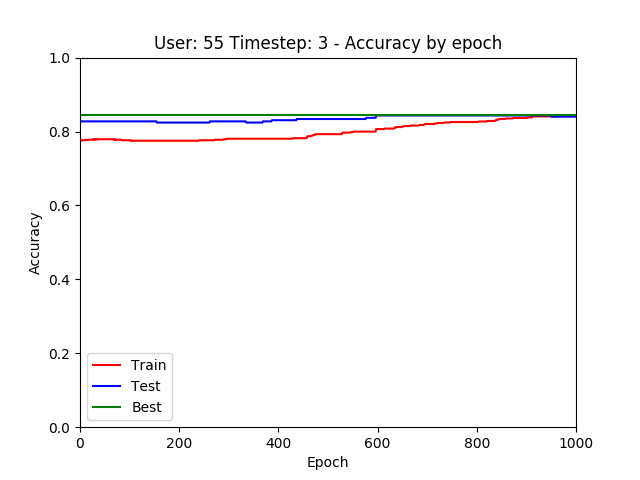 User: 55 Timestep: 3 - Accuracy by epoch
1.0
0.8
0.6
0.4
0.2
0.0
Accuracy
Train
Test
Best
0 200 400 600 800 1000
Epoch